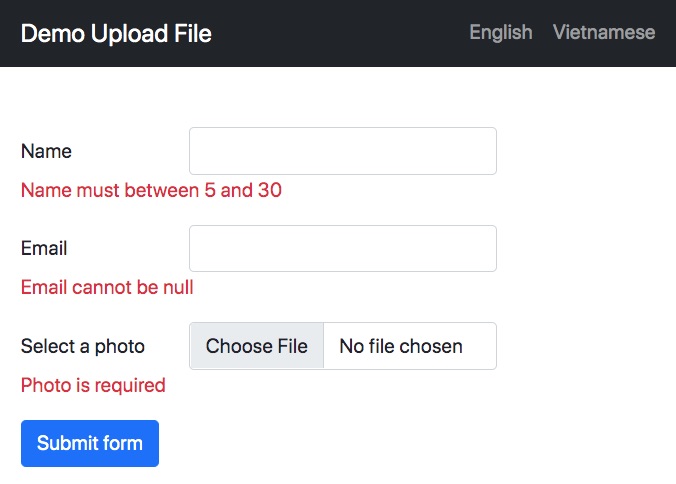 Demo Upload File English Vietnamese
Name
Name must between 5 and 30
Email
Email cannot be null
Select a photo Choose File No file chosen
Photo is required
Submit form